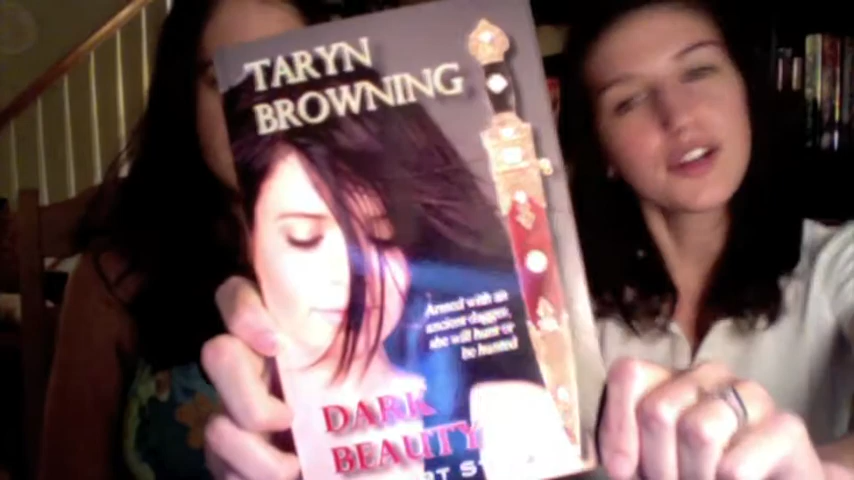 TARYN
BROWNING
Armed with an
ancient dagger,
she will hunt or
be hunted
DARK
BEAUTY